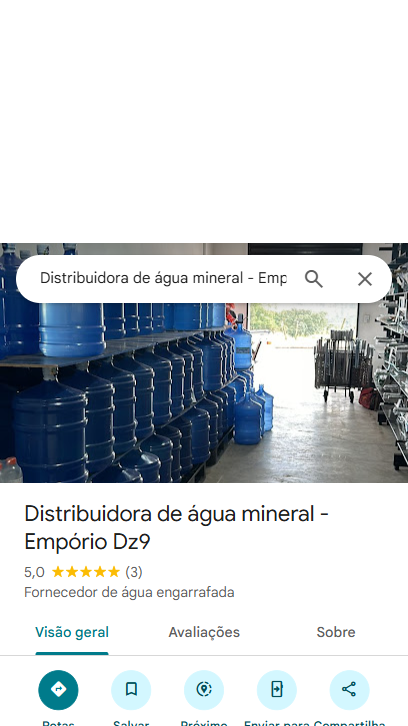 Distribuidora de água mineral - Emp
Distribuidora de água mineral -
Empório Dz9
5,0 (3)
Fornecedor de água engarrafada
Visão geral Avaliações Sobre
Rotas Salvar Próximo Enviar para Compartilha